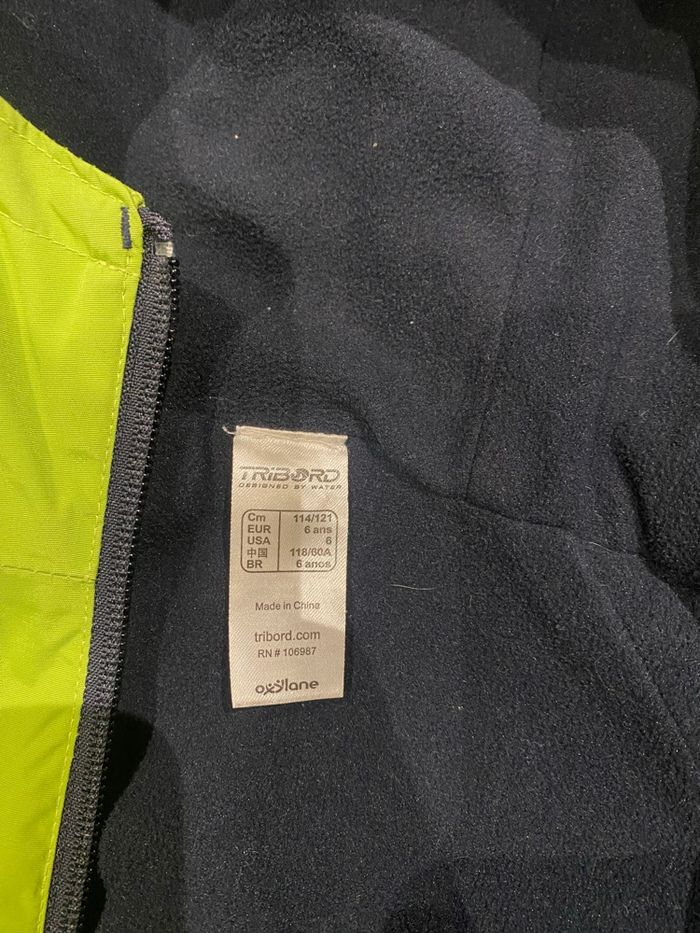 TRIBORD
DESIGNED BY WATER
Cm 114/121
EUR 6 ans
USA 6
中国 118/60A
BR 6 anos
Made in China
tribord.com
RN # 106987
oxylane